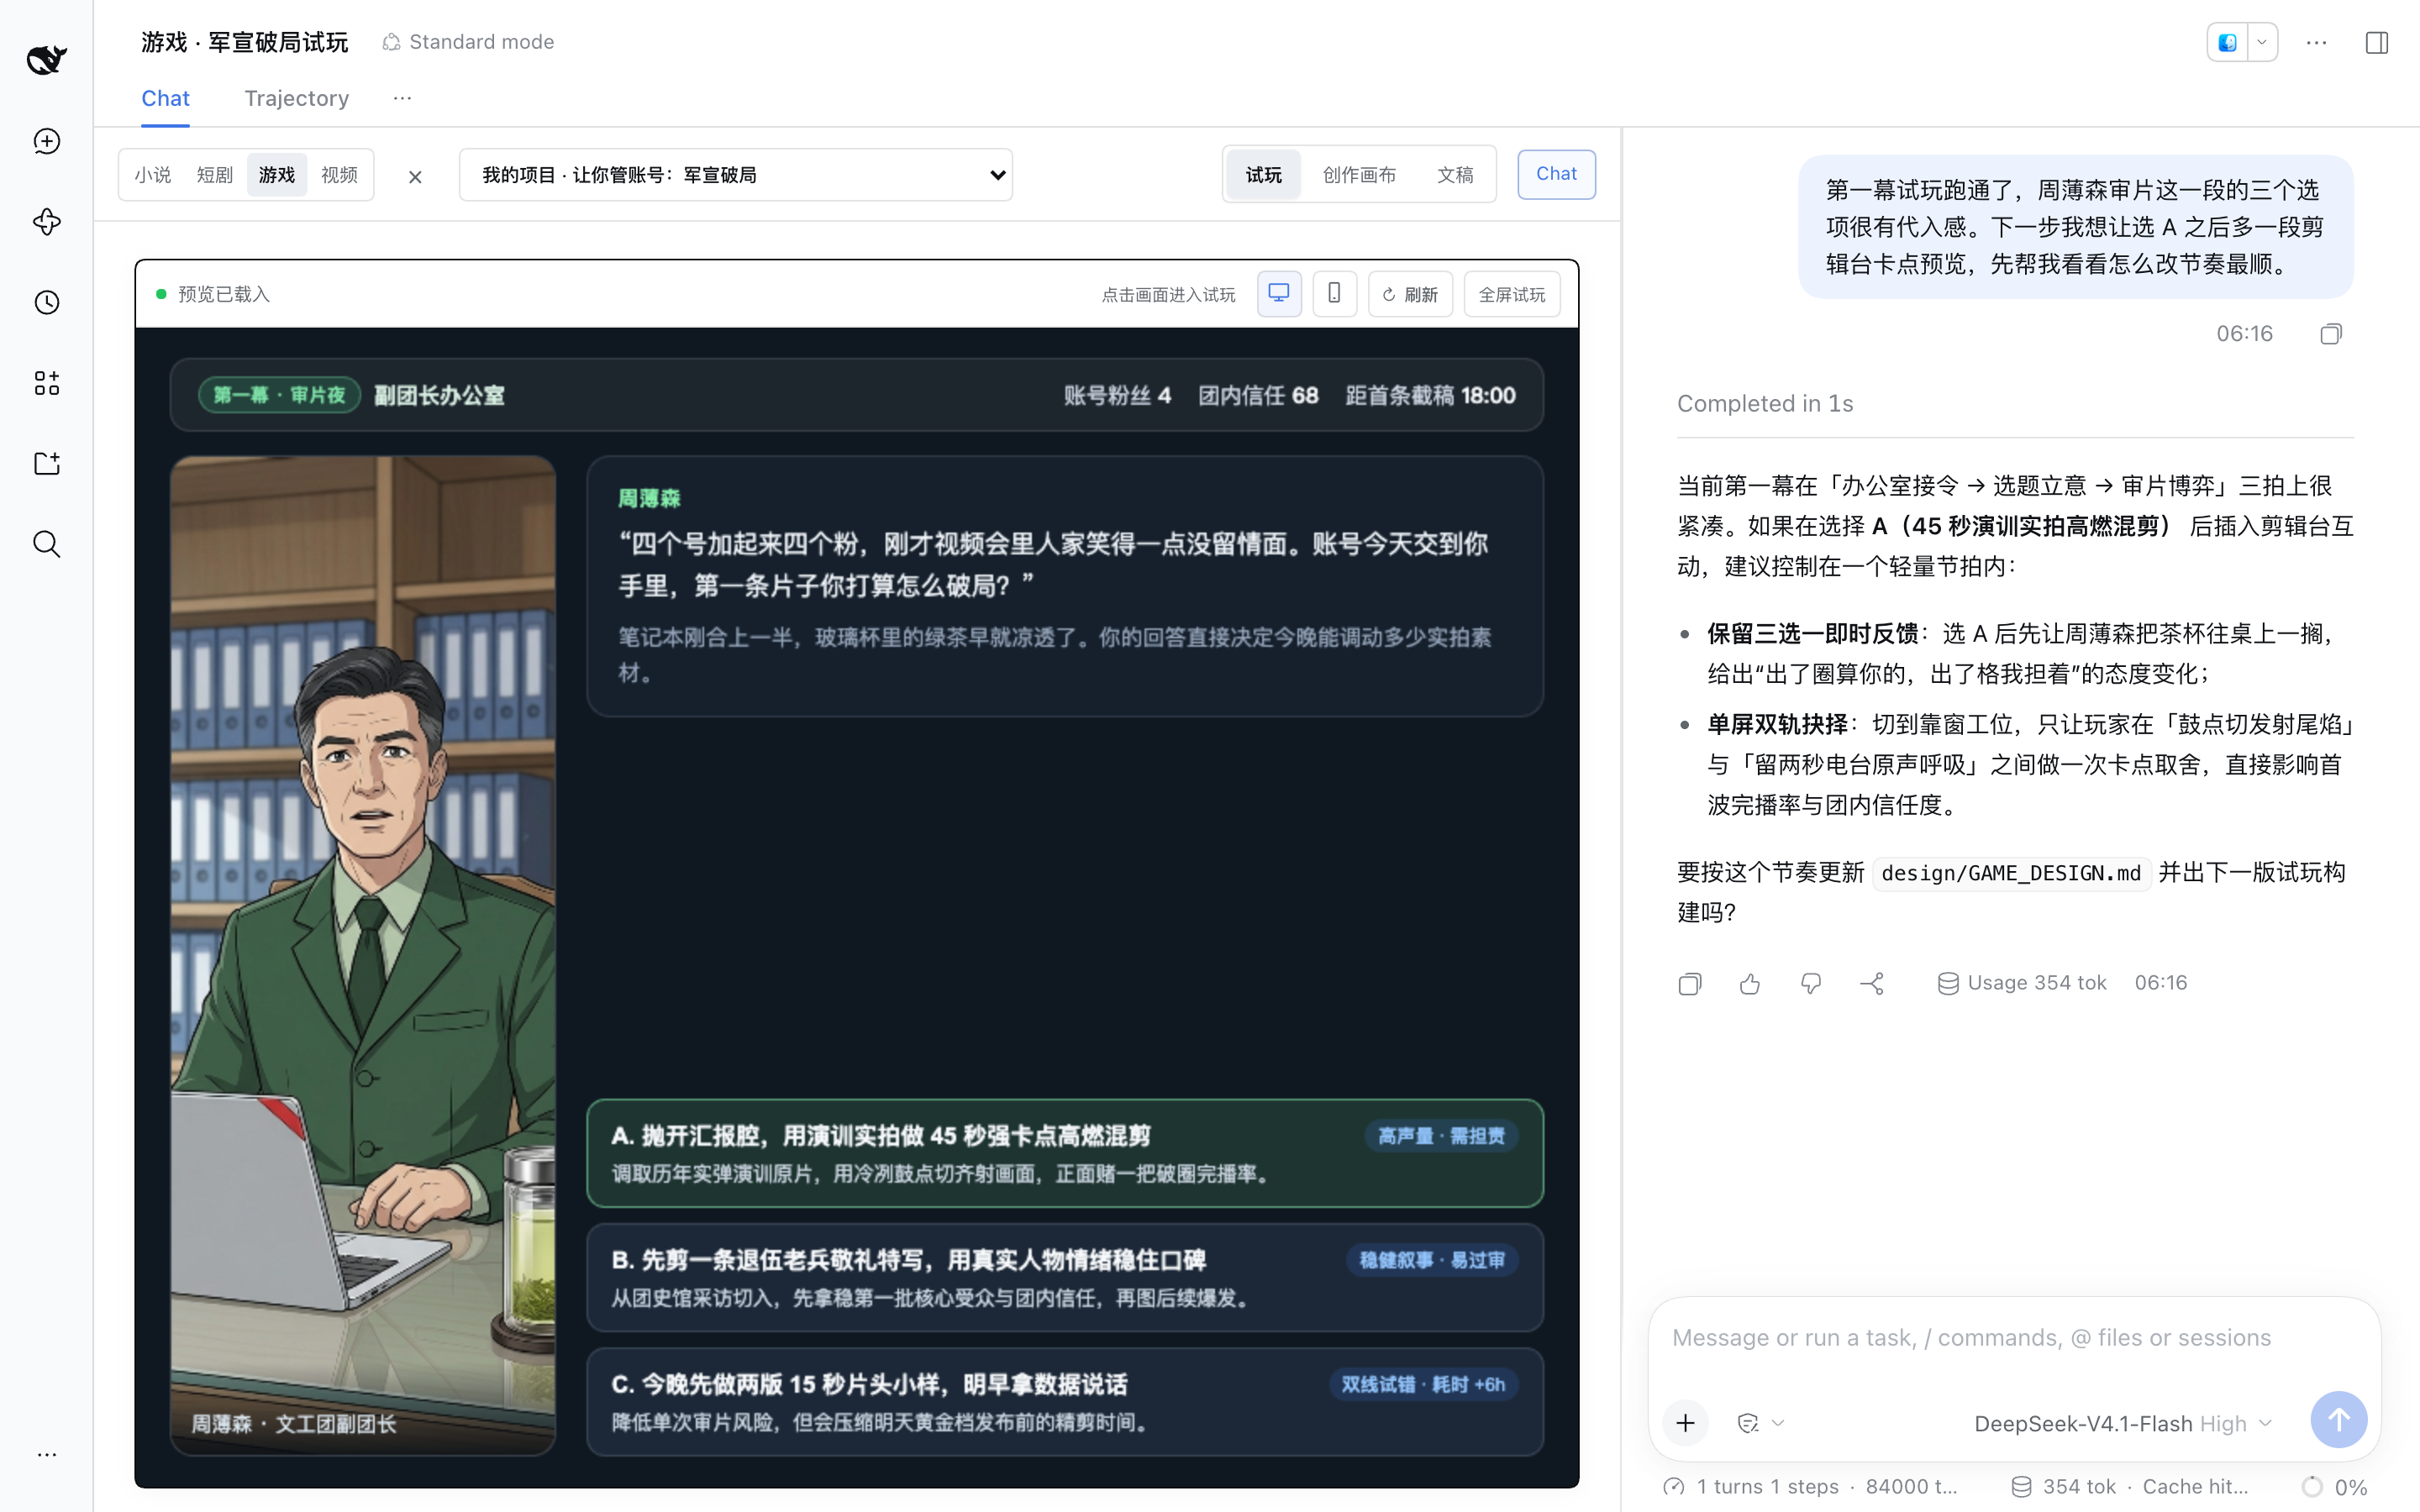 游戏 · 军宣破局试玩
Standard mode
Chat
Trajectory
小说
短剧
游戏
视频
我的项目 · 让你管账号：军宣破局
试玩
创作画布
文稿
Chat
预览已载入
点击画面进入试玩
刷新
全屏试玩
第一幕 · 审片夜
副团长办公室
账号粉丝 4
团内信任 68
距首条截稿 18:00
周薄森
“四个号加起来四个粉，刚才视频会里人家笑得一点没留情面。账号今天交到你
手里，第一条片子你打算怎么破局？”
笔记本刚合上一半，玻璃杯里的绿茶早就凉透了。你的回答直接决定今晚能调动多少实拍素
材。
A. 抛开汇报腔，用演训实拍做 45 秒强卡点高燃混剪
高声量 · 需担责
调取历年实弹演训原片，用冷冽鼓点切齐射画面，正面赌一把破圈完播率。
B. 先剪一条退伍老兵敬礼特写，用真实人物情绪稳住口碑
稳健叙事 · 易过审
从团史馆采访切入，先拿稳第一批核心受众与团内信任，再图后续爆发。
C. 今晚先做两版 15 秒片头小样，明早拿数据说话
双线试错 · 耗时 +6h
降低单次审片风险，但会压缩明天黄金档发布前的精剪时间。
周薄森 · 文工团副团长
第一幕试玩跑通了，周薄森审片这一段的三个选
项很有代入感。下一步我想让选 A 之后多一段剪
辑台卡点预览，先帮我看看怎么改节奏最顺。
06:16
Completed in 1s
当前第一幕在「办公室接令 → 选题立意 → 审片博弈」三拍上很
紧凑。如果在选择 A（45 秒演训实拍高燃混剪） 后插入剪辑台互
动，建议控制在一个轻量节拍内：
保留三选一即时反馈：选 A 后先让周薄森把茶杯往桌上一搁，
给出“出了圈算你的，出了格我担着”的态度变化；
单屏双轨抉择：切到靠窗工位，只让玩家在「鼓点切发射尾焰」
与「留两秒电台原声呼吸」之间做一次卡点取舍，直接影响首
波完播率与团内信任度。
要按这个节奏更新 design/GAME_DESIGN.md 并出下一版试玩构
建吗？
Usage 354 tok
06:16
Message or run a task, / commands, @ files or sessions
DeepSeek-V4.1-Flash High
1 turns 1 steps · 84000 t...
354 tok · Cache hit...
0%